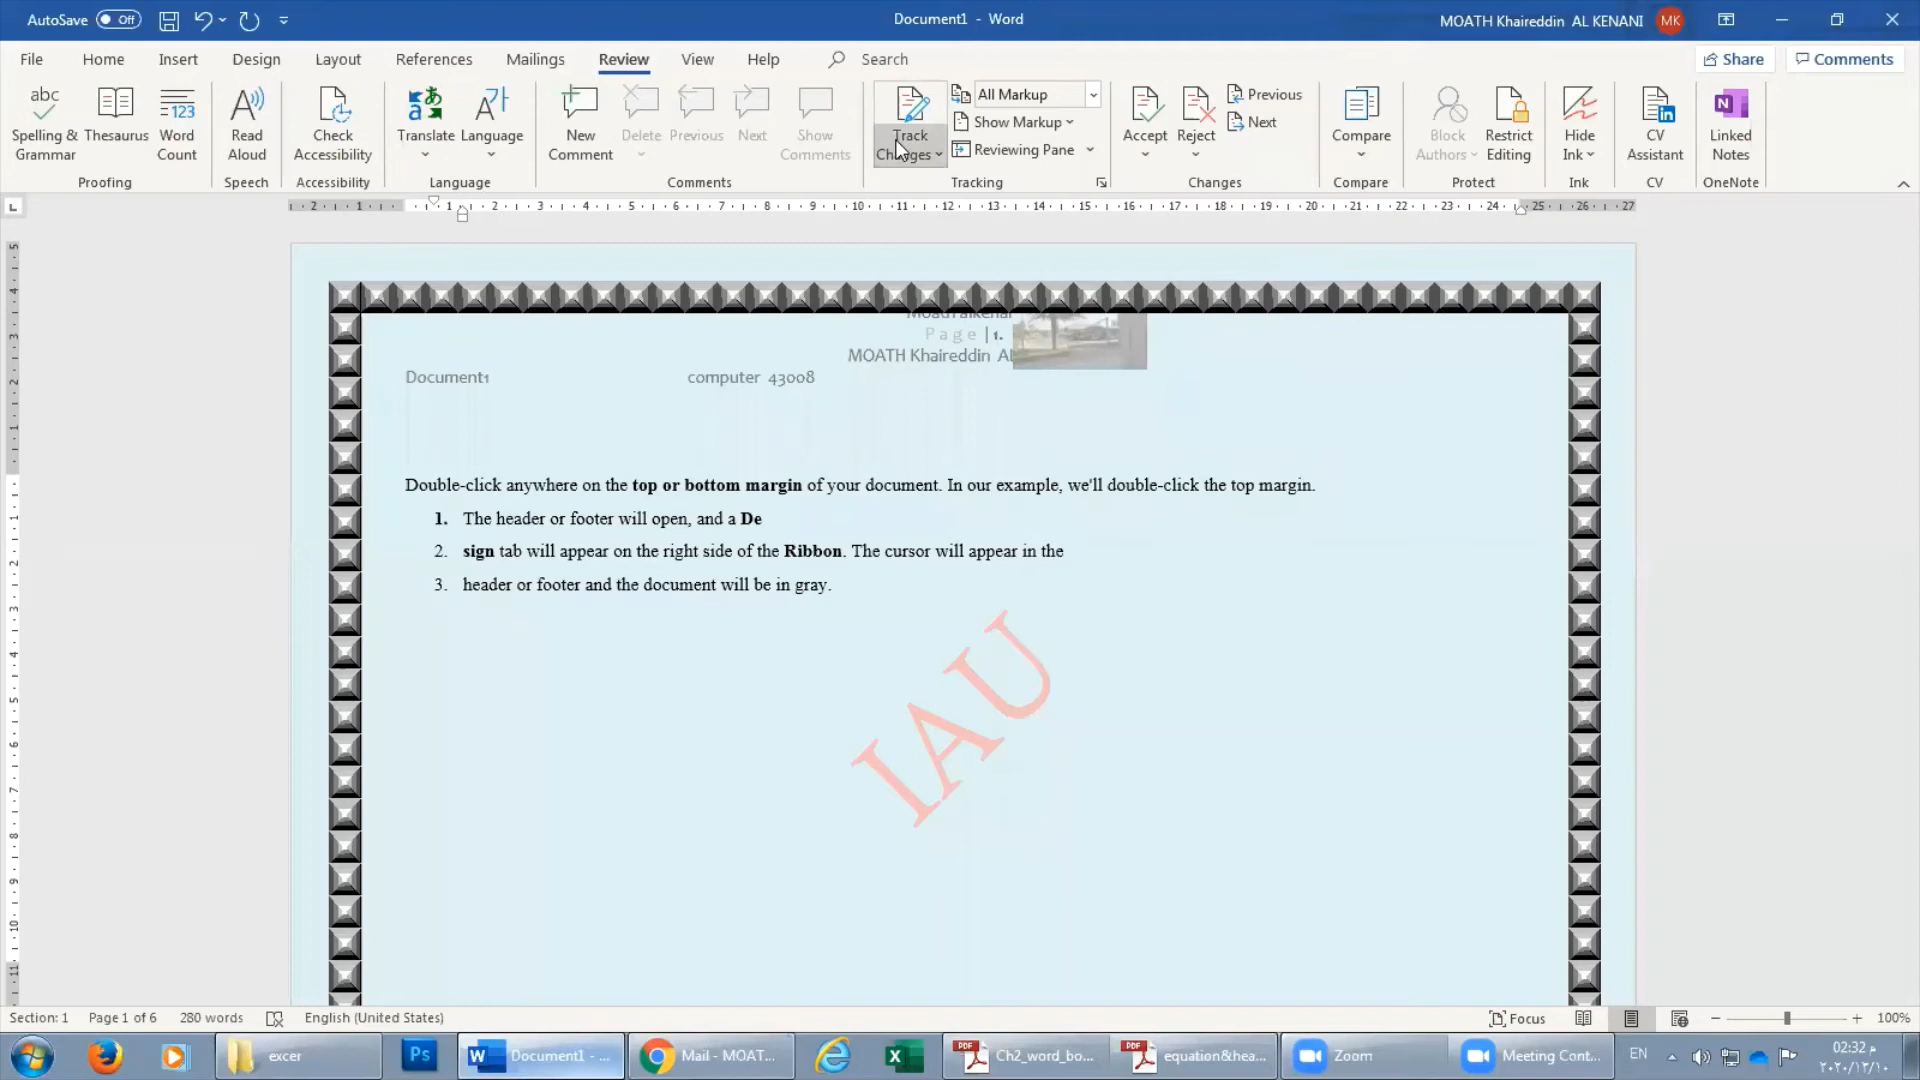 AutoSave Off
Document1 - Word
MOATH Khaireddin AL KENANI MK
File Home Insert Design Layout References Mailings Review View Help Search
Share Comments
abc
Spelling & Grammar
Thesaurus
123
Word Count
Read Aloud
Check Accessibility
Translate
Language
New Comment
Delete
Previous
Next
Show Comments
Track Changes
All Markup
Show Markup
Reviewing Pane
Accept
Reject
Previous
Next
Compare
Block Authors
Restrict Editing
Hide Ink
CV Assistant
Linked Notes
Proofing Speech Accessibility Language Comments Tracking Changes Compare Protect Ink CV OneNote
Page | 1.
MOATH Khaireddin
Document1 computer 43008
Double-click anywhere on the top or bottom margin of your document. In our example, we'll double-click the top margin.
1. The header or footer will open, and a De
2. sign tab will appear on the right side of the Ribbon. The cursor will appear in the
3. header or footer and the document will be in gray.
IAU
Section: 1 Page 1 of 6 280 words English (United States)
Focus
100%
excer
Ps
Document1 - ...
Mail - MOAT...
Ch2_word_bo...
equation&hea...
Zoom
Meeting Cont...
EN
02:32 م
٢٠٢٠/١٢/١٠